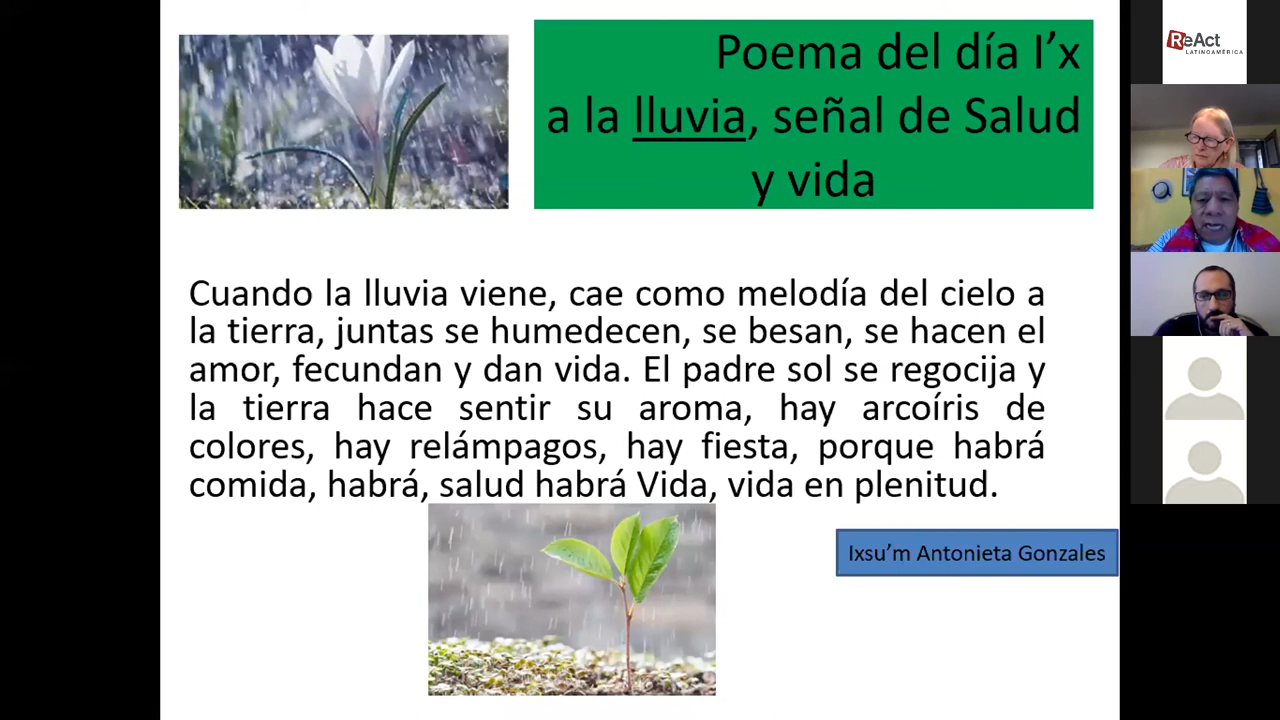 Poema del día I’x
a la lluvia, señal de Salud
y vida
Cuando la lluvia viene, cae como melodía del cielo a
la tierra, juntas se humedecen, se besan, se hacen el
amor, fecundan y dan vida. El padre sol se regocija y
la tierra hace sentir su aroma, hay arcoíris de
colores, hay relámpagos, hay fiesta, porque habrá
comida, habrá, salud habrá Vida, vida en plenitud.
Ixsu’m Antonieta Gonzales
ReAct
LATINOAMÉRICA